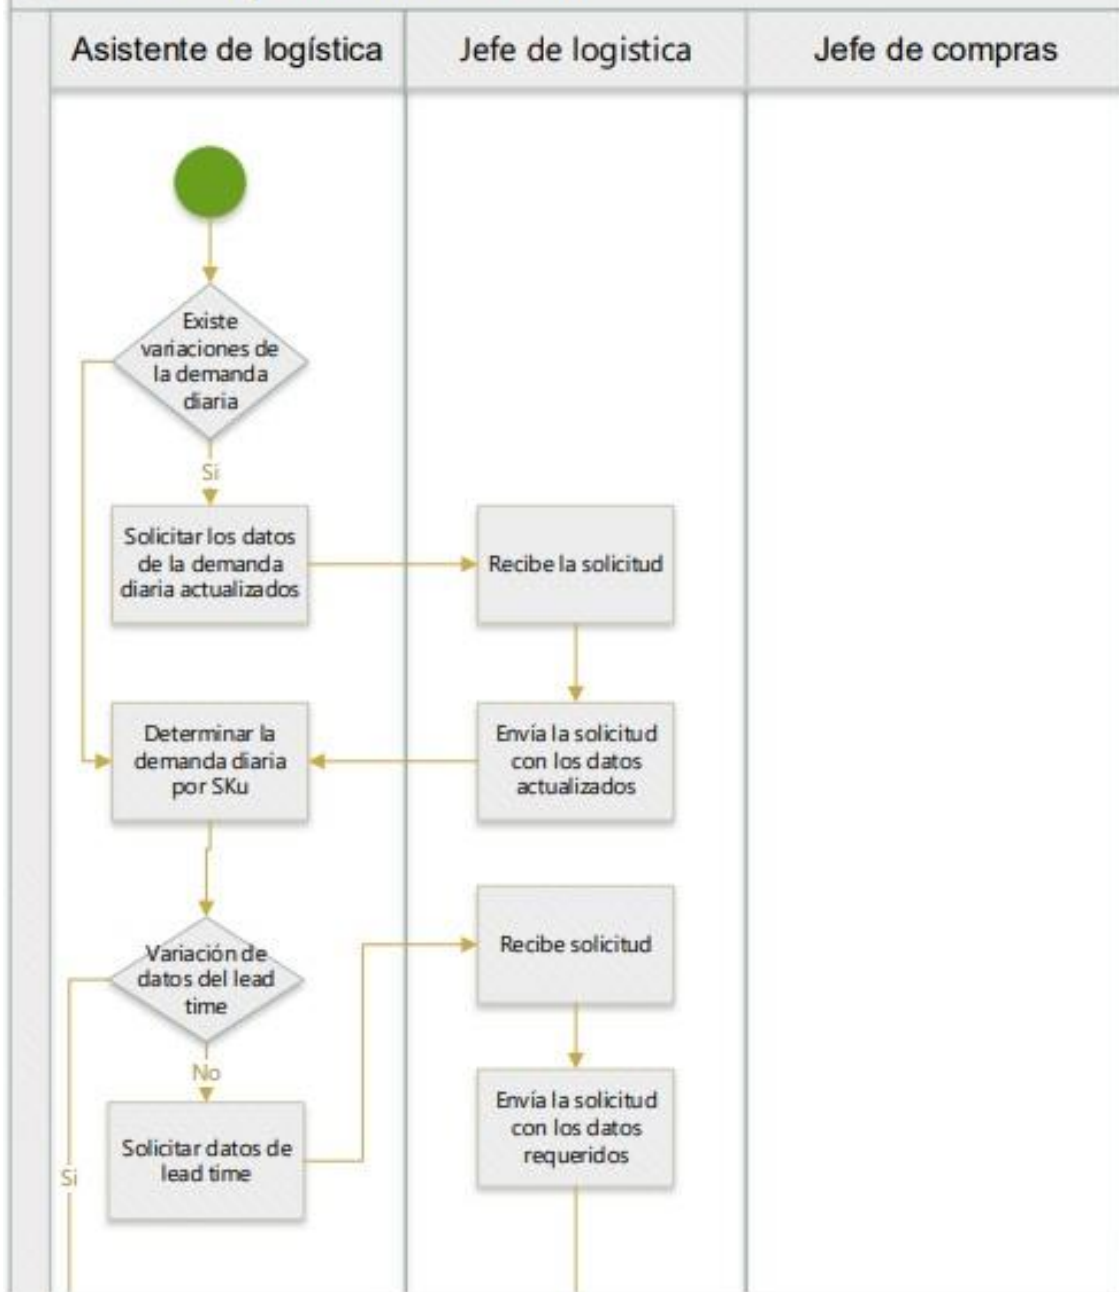 Asistente de logística
Jefe de logistica
Jefe de compras
Existe
variaciones de
la demanda
diaria
Si
Solicitar los datos
de la demanda
diaria actualizados
Recibe la solicitud
Determinar la
demanda diaria
por SKu
Envía la solicitud
con los datos
actualizados
Variación de
datos del lead
time
Recibe solicitud
No
Solicitar datos de
lead time
Envía la solicitud
con los datos
requeridos
Si